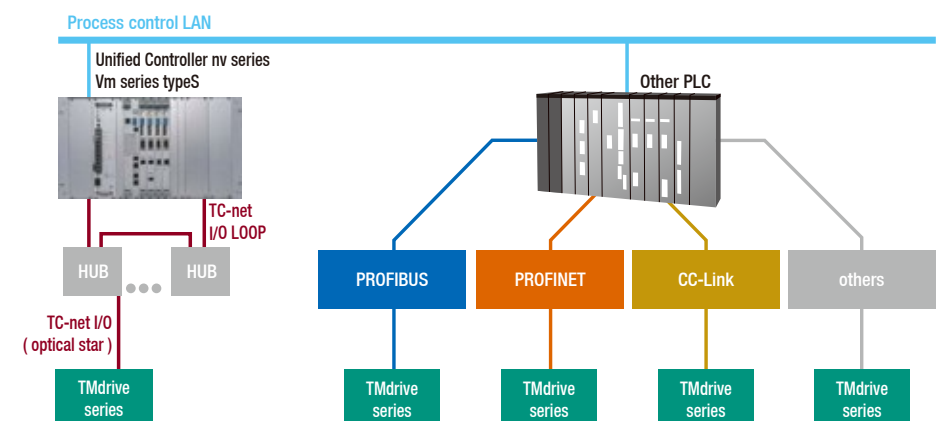 Process control LAN
Unified Controller nv series
Vm series typeS
Other PLC
TC-net
I/O LOOP
HUB
HUB
PROFIBUS
PROFINET
CC-Link
others
TC-net I/O
( optical star )
TMdrive
series
TMdrive
series
TMdrive
series
TMdrive
series
TMdrive
series